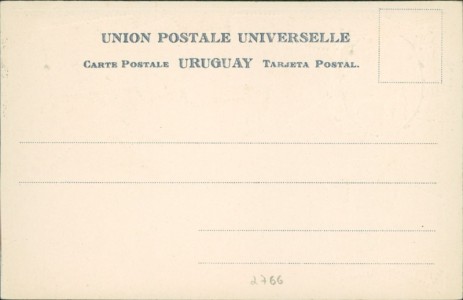 UNION POSTALE UNIVERSELLE
CARTE POSTALE URUGUAY TARJETA POSTAL.
2766